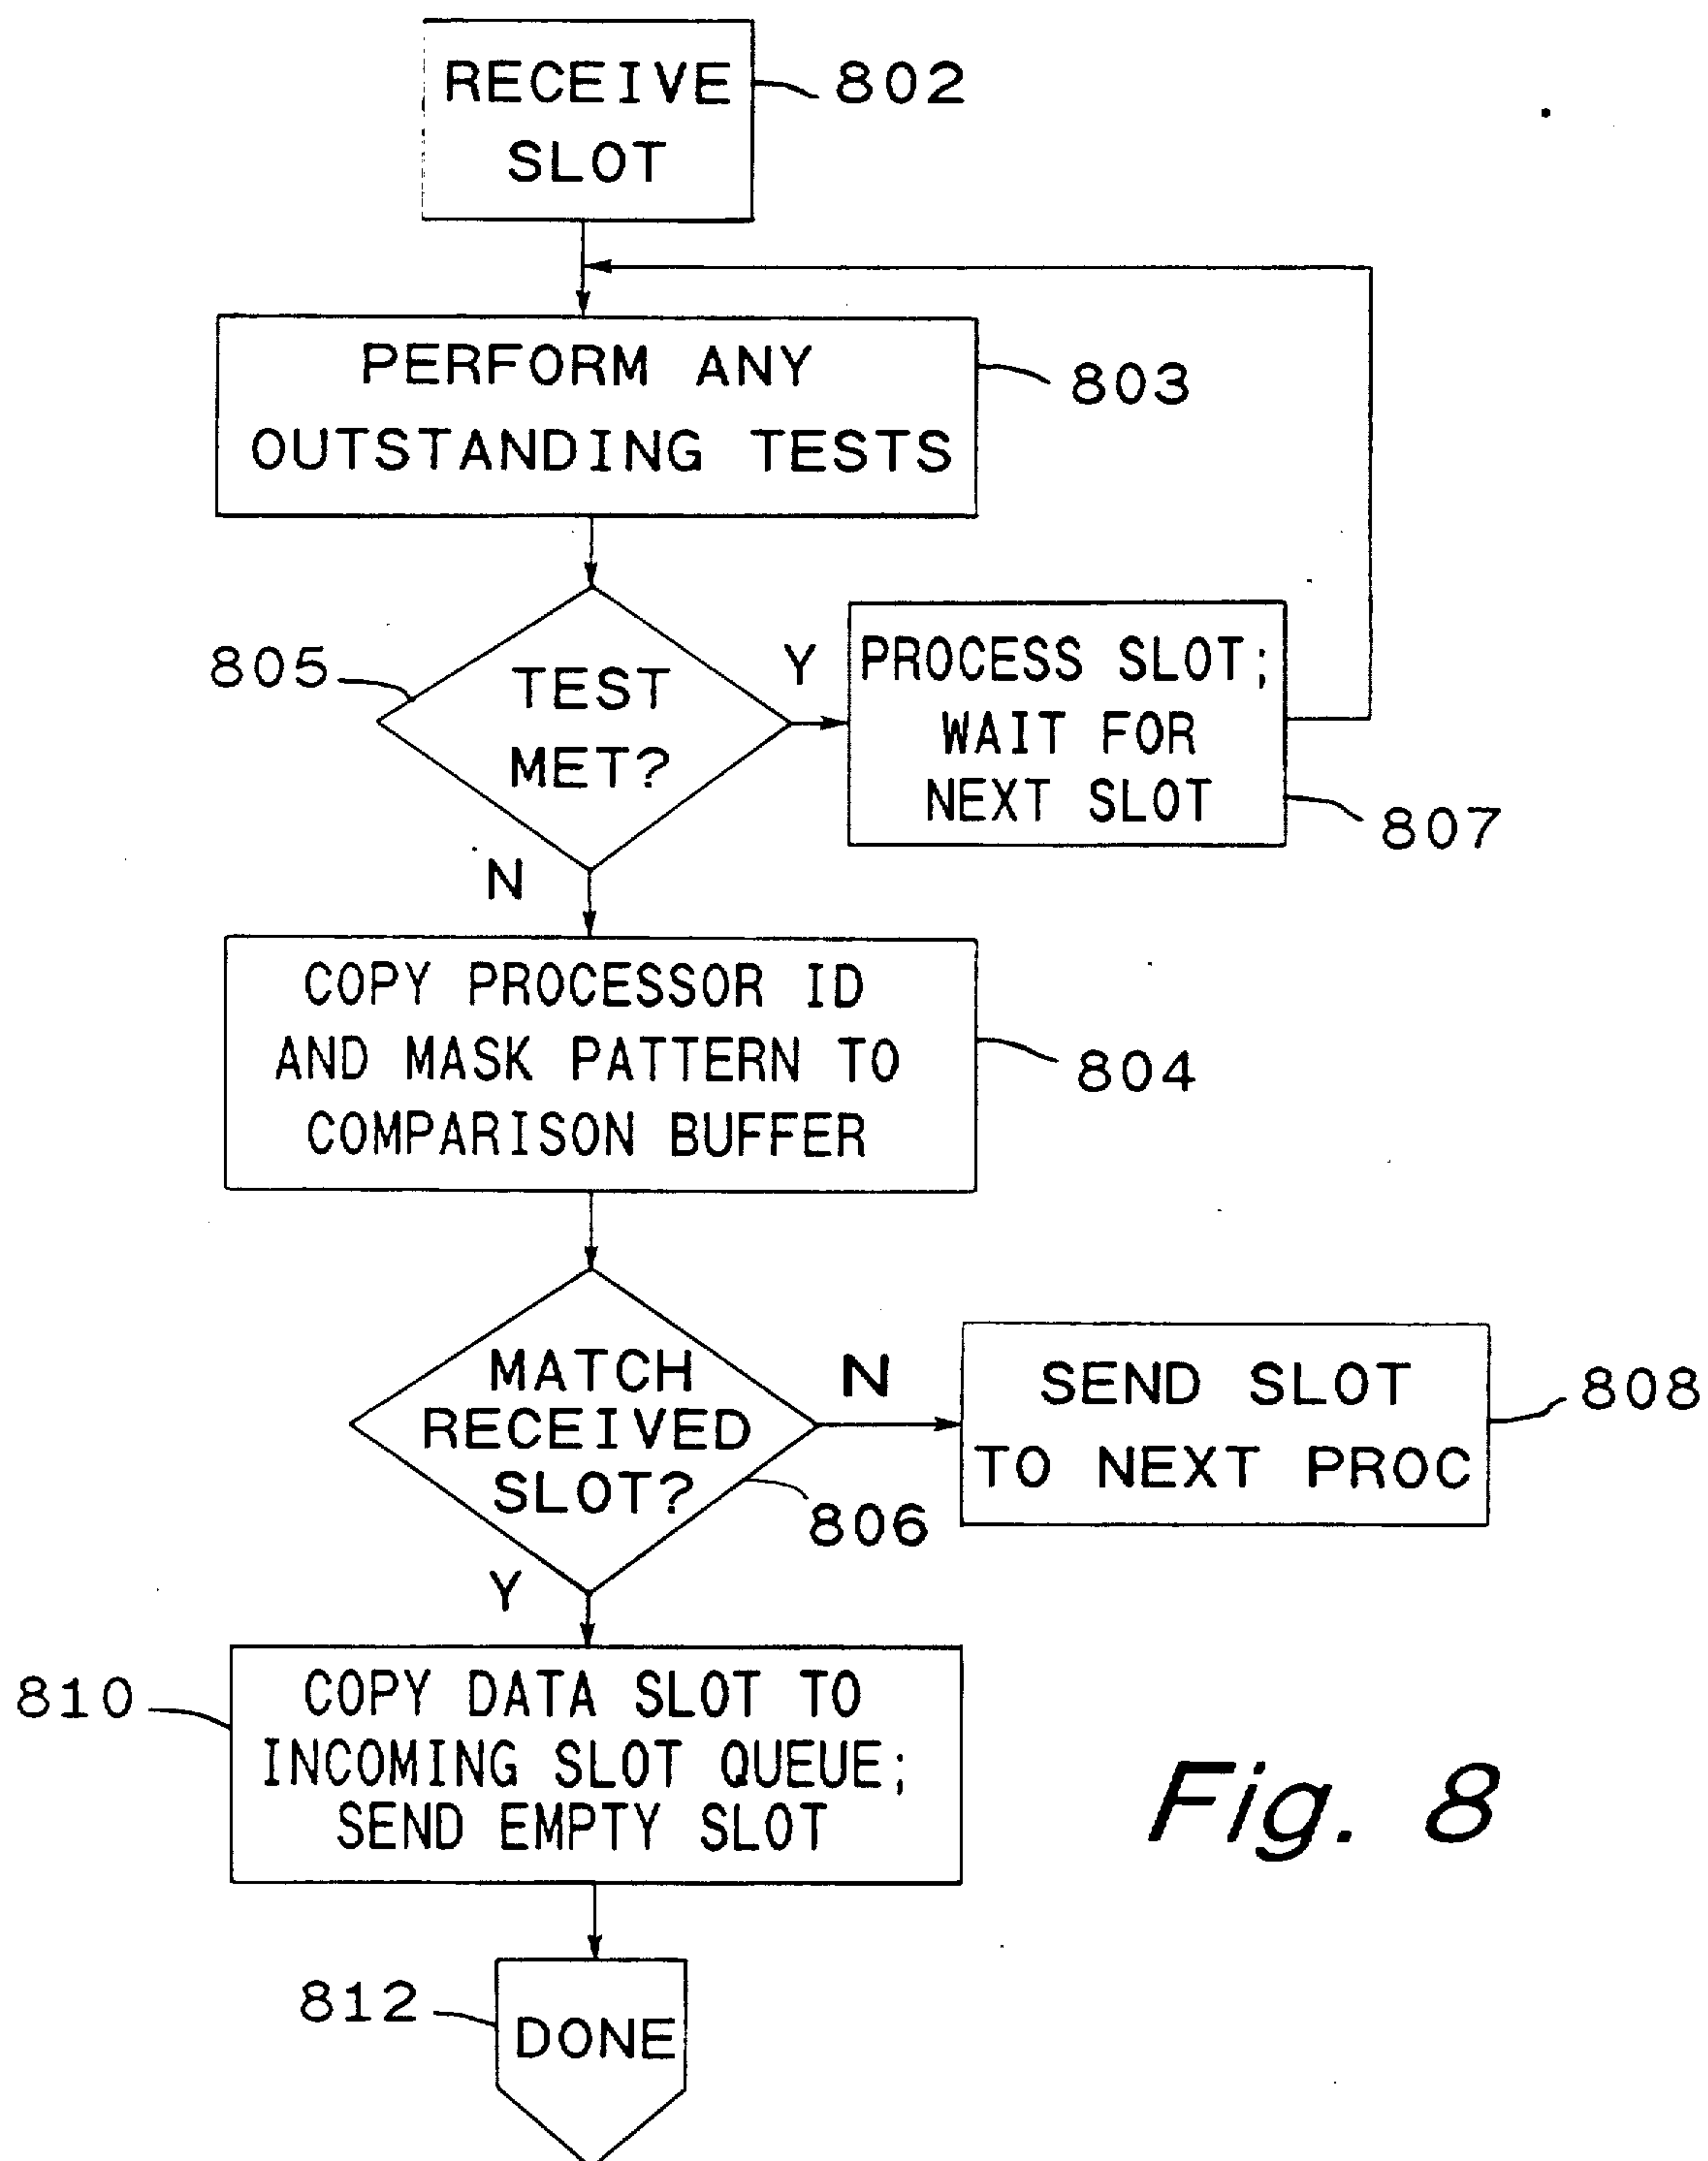 RECEIVE
SLOT
802
PERFORM ANY
OUTSTANDING TESTS
803
805
TEST
MET?
Y
PROCESS SLOT;
WAIT FOR
NEXT SLOT
807
N
COPY PROCESSOR ID
AND MASK PATTERN TO
COMPARISON BUFFER
804
MATCH
RECEIVED
SLOT?
806
N
SEND SLOT
TO NEXT PROC
808
Y
810
COPY DATA SLOT TO
INCOMING SLOT QUEUE;
SEND EMPTY SLOT
Fig. 8
812
DONE